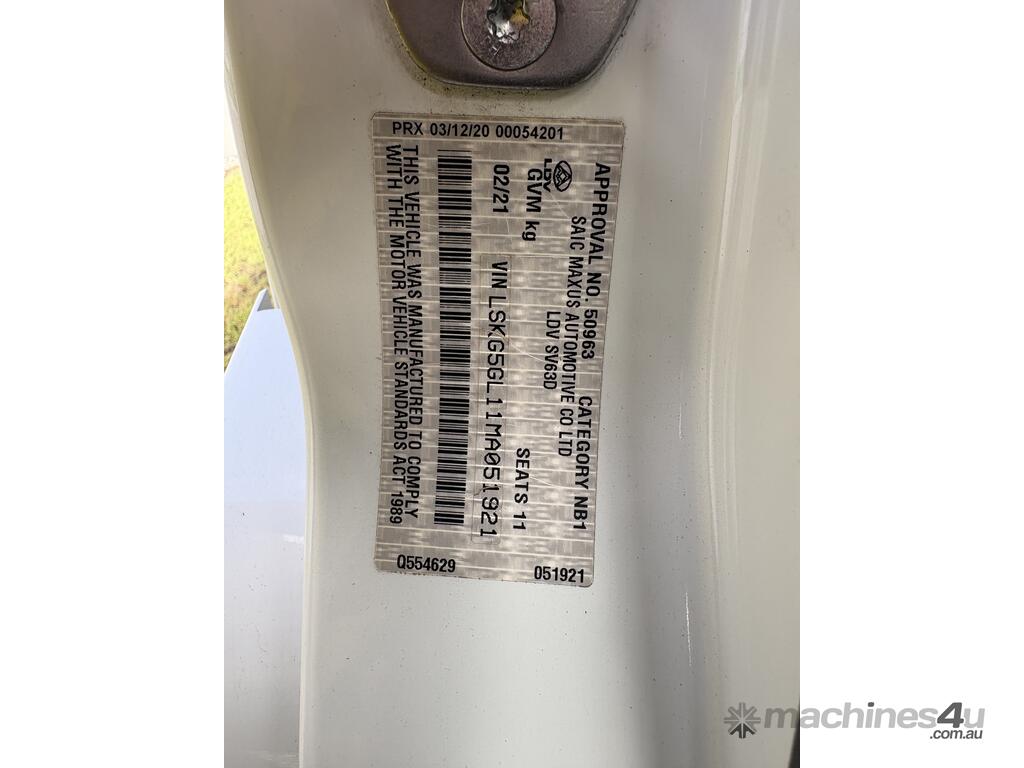 PRX 03/12/20 00054201
APPROVAL NO. 50963 CATEGORY NB1
SAIC MAXUS AUTOMOTIVE CO LTD
LDV SV63D
LDV
GVM kg
SEATS 11
02/21 VIN LSKG5GL11MA051921
THIS VEHICLE WAS MANUFACTURED TO COMPLY
WITH THE MOTOR VEHICLE STANDARDS ACT 1989
Q554629 051921
machines4u
.com.au